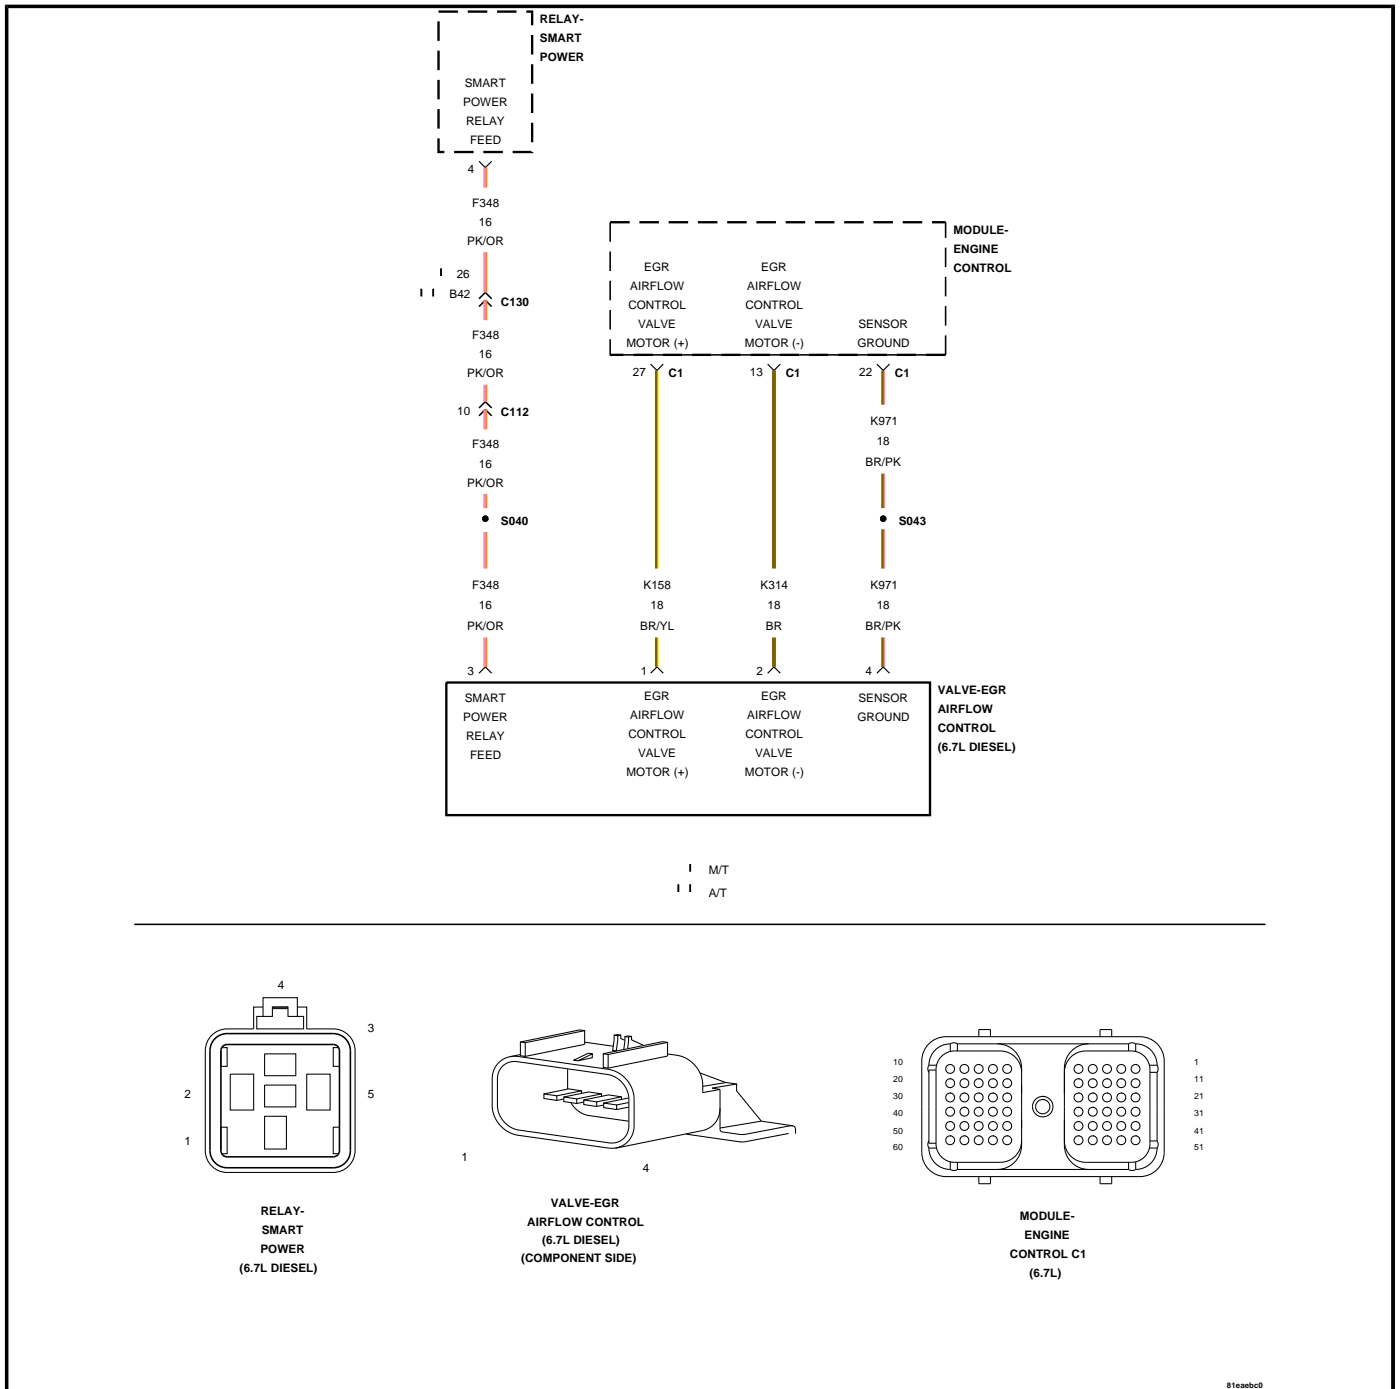 RELAY-
SMART
POWER
SMART
POWER
RELAY
FEED
4
F348
16
PK/OR
26
B42
C130
F348
16
PK/OR
10
C112
F348
16
PK/OR
S040
F348
16
PK/OR
3
MODULE-
ENGINE
CONTROL
EGR
AIRFLOW
CONTROL
VALVE
MOTOR (+)
EGR
AIRFLOW
CONTROL
VALVE
MOTOR (-)
SENSOR
GROUND
27
C1
13
C1
22
C1
K971
18
BR/PK
S043
K158
18
BR/YL
K314
18
BR
K971
18
BR/PK
1
2
4
SMART
POWER
RELAY
FEED
EGR
AIRFLOW
CONTROL
VALVE
MOTOR (+)
EGR
AIRFLOW
CONTROL
VALVE
MOTOR (-)
SENSOR
GROUND
VALVE-EGR
AIRFLOW
CONTROL
(6.7L DIESEL)
M/T
A/T
4
3
2
5
1
RELAY-
SMART
POWER
(6.7L DIESEL)
1
4
VALVE-EGR
AIRFLOW CONTROL
(6.7L DIESEL)
(COMPONENT SIDE)
10
20
30
40
50
60
1
11
21
31
41
51
MODULE-
ENGINE
CONTROL C1
(6.7L)
81eaebc0